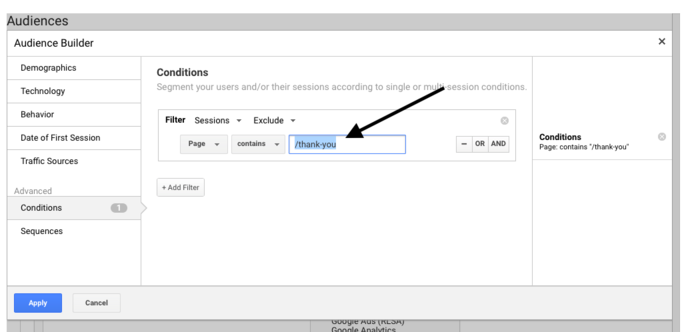 Audiences
Audience Builder
Demographics
Technology
Behavior
Date of First Session
Traffic Sources
Advanced
Conditions 1
Sequences
Conditions
Segment your users and/or their sessions according to single or multi session conditions.
Filter Sessions Exclude
Page contains /thank-you - OR AND
+ Add Filter
Conditions
Page: contains "/thank-you"
Apply Cancel
Google Ads (RLSA)
Google Analytics